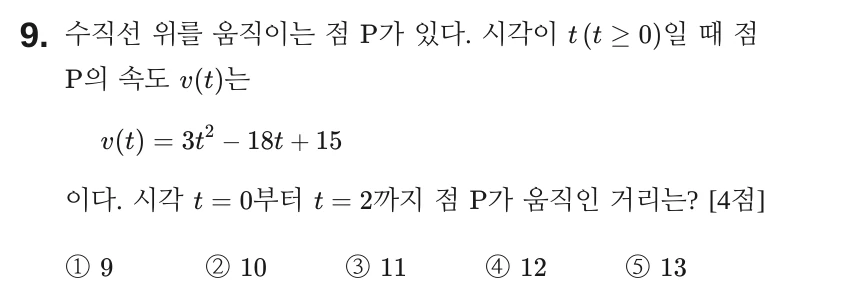 9. 수직선 위를 움직이는 점 P가 있다. 시각이 t(t ≥ 0)일 때 점
P의 속도 v(t)는
v(t) = 3t² − 18t + 15
이다. 시각 t = 0부터 t = 2까지 점 P가 움직인 거리는? [4점]
① 9 ② 10 ③ 11 ④ 12 ⑤ 13